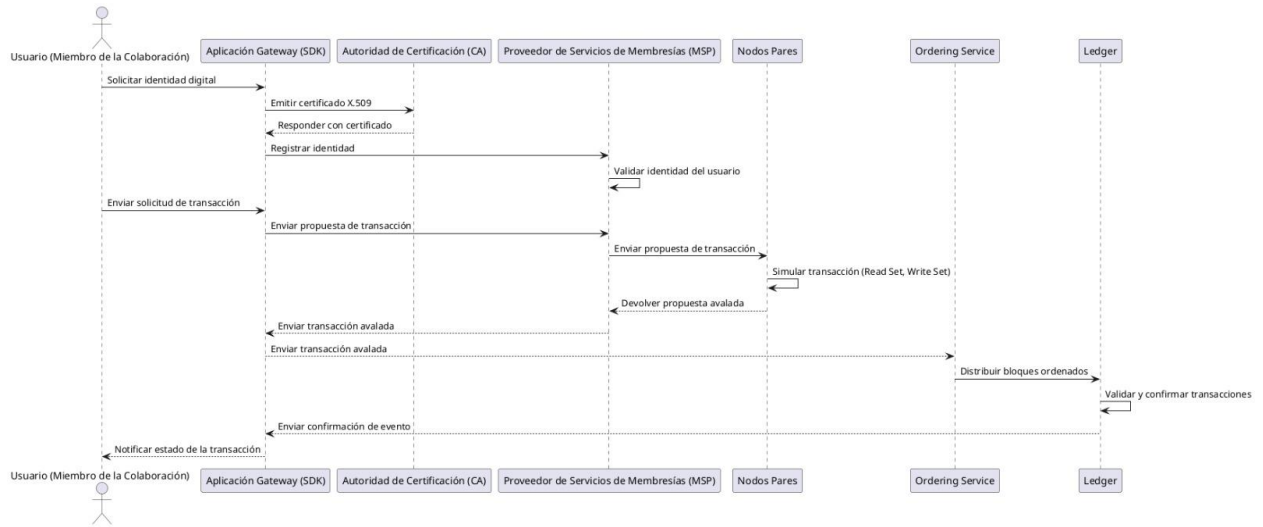 Usuario (Miembro de la Colaboración)
Aplicación Gateway (SDK)
Autoridad de Certificación (CA)
Proveedor de Servicios de Membresías (MSP)
Nodos Pares
Ordering Service
Ledger
Solicitar identidad digital
Emitir certificado X.509
Responder con certificado
Registrar identidad
Validar identidad del usuario
Enviar solicitud de transacción
Enviar propuesta de transacción
Enviar propuesta de transacción
Simular transacción (Read Set, Write Set)
Devolver propuesta avalada
Enviar transacción avalada
Enviar transacción avalada
Distribuir bloques ordenados
Validar y confirmar transacciones
Enviar confirmación de evento
Notificar estado de la transacción
Usuario (Miembro de la Colaboración)
Aplicación Gateway (SDK)
Autoridad de Certificación (CA)
Proveedor de Servicios de Membresías (MSP)
Nodos Pares
Ordering Service
Ledger